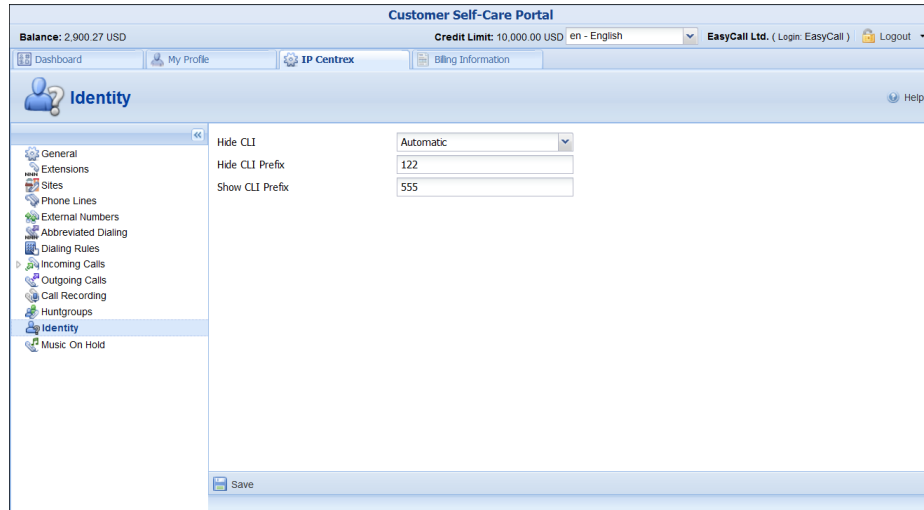 Customer Self-Care Portal
Balance: 2,900.27 USD
Credit Limit: 10,000.00 USD en - English
EasyCall Ltd. ( Login: EasyCall ) Logout
Dashboard My Profile IP Centrex Billing Information
Identity
Help
General
Extensions
Sites
Phone Lines
External Numbers
Abbreviated Dialing
Dialing Rules
Incoming Calls
Outgoing Calls
Call Recording
Huntgroups
Identity
Music On Hold
Hide CLI Automatic
Hide CLI Prefix 122
Show CLI Prefix 555
Save